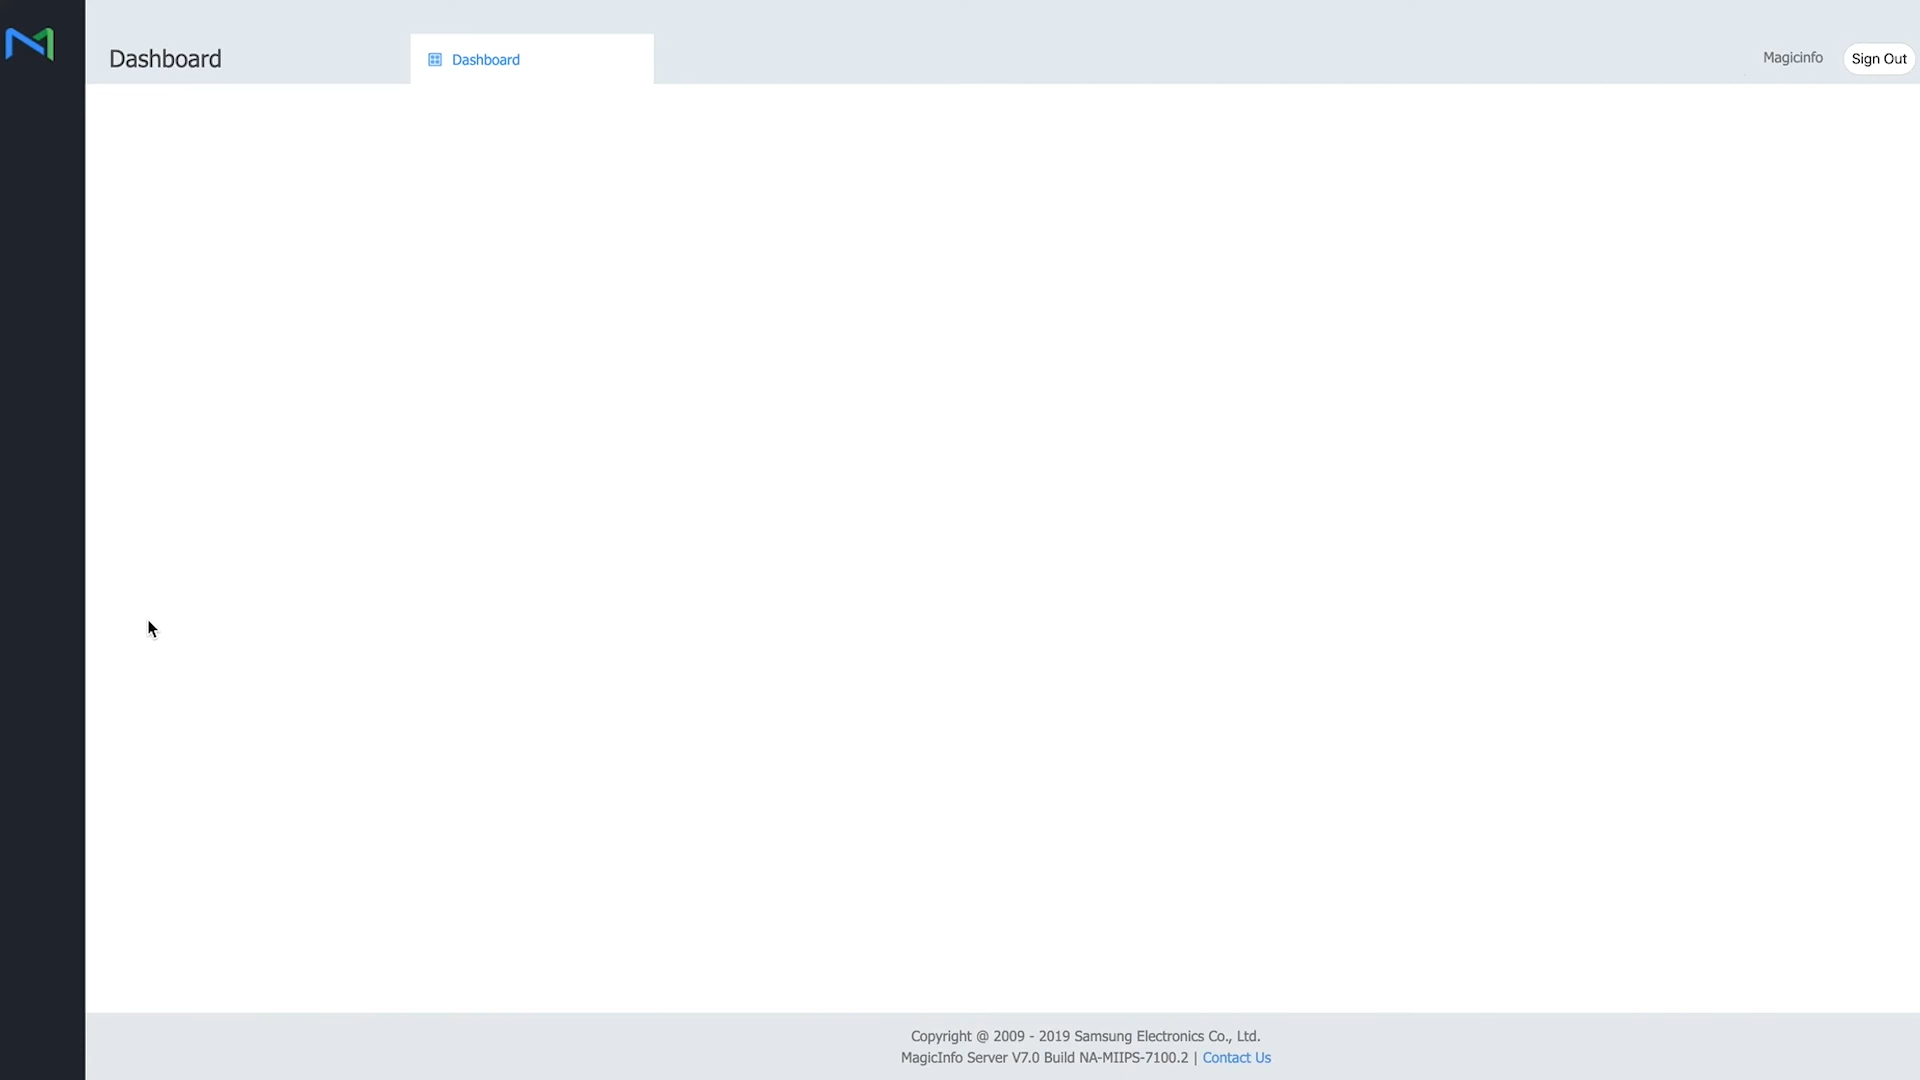 Dashboard
Dashboard
Magicinfo
Sign Out
Copyright @ 2009 - 2019 Samsung Electronics Co., Ltd.
MagicInfo Server V7.0 Build NA-MIIPS-7100.2 | Contact Us